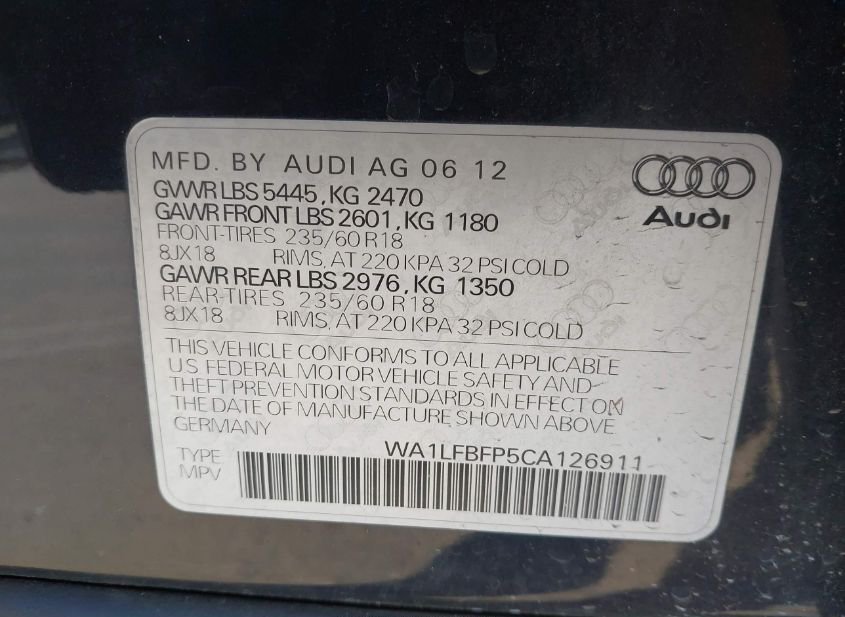 MFD. BY AUDI AG 06 12
GVWR LBS 5445, KG 2470
GAWR FRONT LBS 2601, KG 1180
FRONT-TIRES 235/60 R18
8JX18 RIMS, AT 220 KPA 32 PSI COLD
GAWR REAR LBS 2976, KG 1350
REAR-TIRES 235/60 R18
8JX18 RIMS, AT 220 KPA 32 PSI COLD
Audi
THIS VEHICLE CONFORMS TO ALL APPLICABLE
U.S. FEDERAL MOTOR VEHICLE SAFETY AND
THEFT PREVENTION STANDARDS IN EFFECT ON
THE DATE OF MANUFACTURE SHOWN ABOVE
GERMANY
TYPE WA1LFBFP5CA126911
MPV